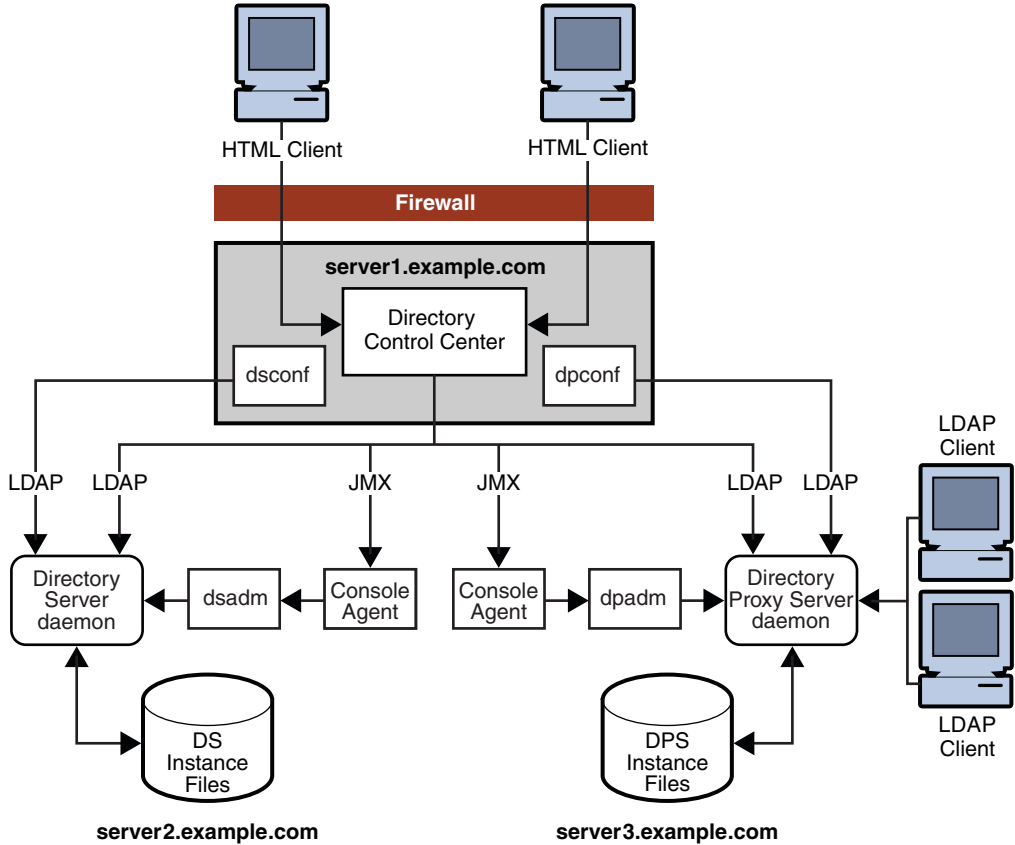 HTML Client
HTML Client
Firewall
server1.example.com
Directory
Control Center
dsconf
dpconf
LDAP
Client
LDAP
LDAP
JMX
JMX
LDAP
LDAP
Directory
Server
daemon
dsadm
Console
Agent
Console
Agent
dpadm
Directory
Proxy Server
daemon
LDAP
Client
DS
Instance
Files
DPS
Instance
Files
server2.example.com
server3.example.com